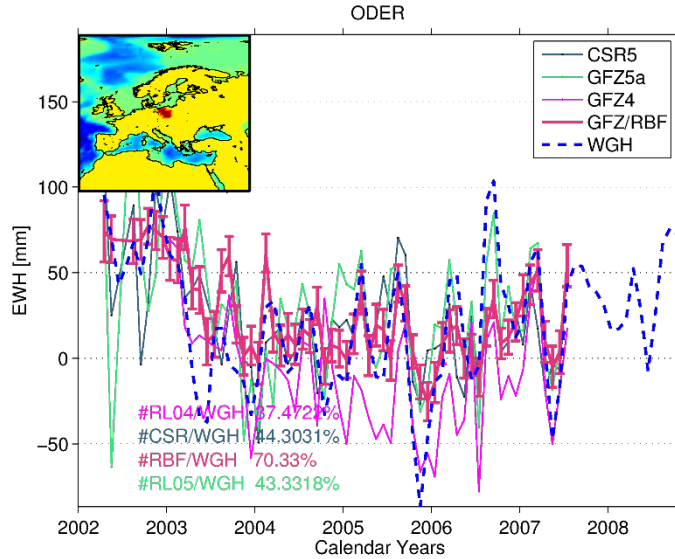 ODER
CSR5
GFZ5a
GFZ4
GFZ/RBF
WGH
EWH [mm]
150
100
50
0
−50
#RL04/WGH 37.4722%
#CSR/WGH 44.3031%
#RBF/WGH 70.33%
#RL05/WGH 43.3318%
2002 2003 2004 2005 2006 2007 2008
Calendar Years